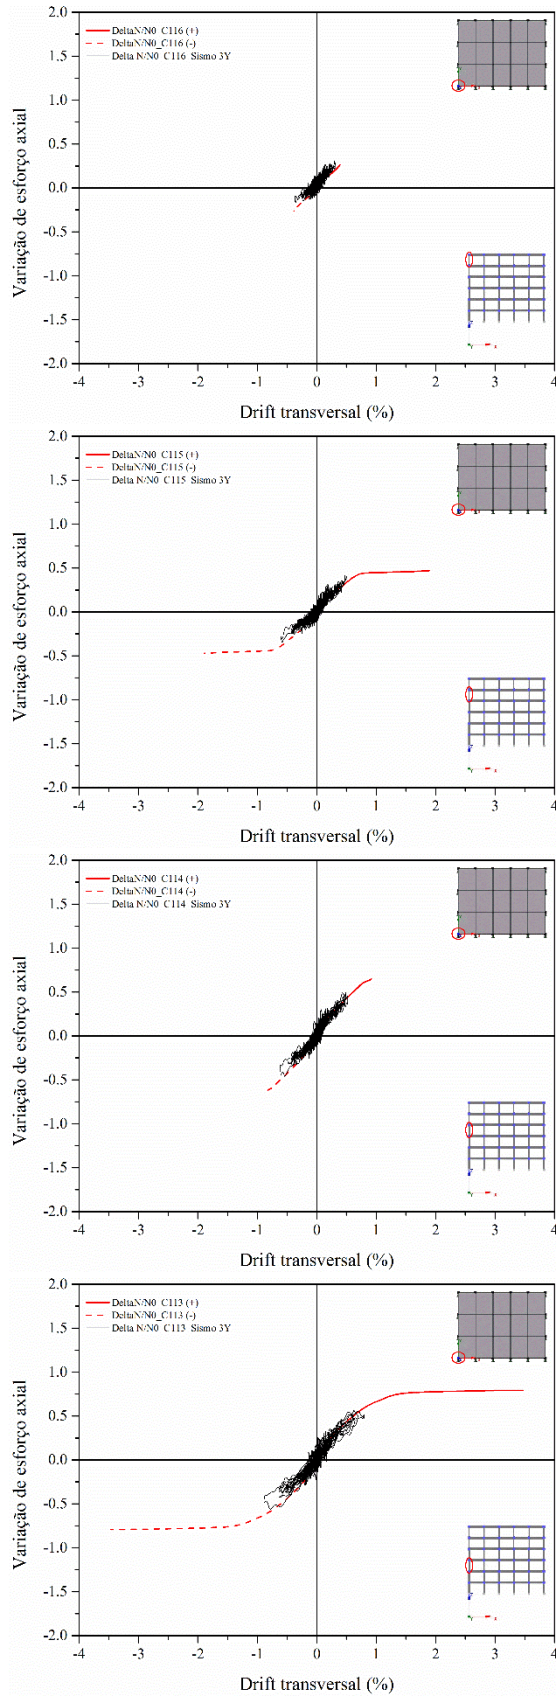 2.0
DeltaN/N0_C116 (+)
DeltaN/N0_C116 (-)
Delta N/N0_C116 Sismo 3Y
1.5
1.0
0.5
0.0
-0.5
-1.0
-1.5
-2.0
Variação de esforço axial
-4 -3 -2 -1 0 1 2 3 4
Drift transversal (%)
2.0
DeltaN/N0_C115 (+)
DeltaN/N0_C115 (-)
Delta N/N0_C115 Sismo 3Y
1.5
1.0
0.5
0.0
-0.5
-1.0
-1.5
-2.0
Variação de esforço axial
-4 -3 -2 -1 0 1 2 3 4
Drift transversal (%)
2.0
DeltaN/N0_C114 (+)
DeltaN/N0_C114 (-)
Delta N/N0_C114 Sismo 3Y
1.5
1.0
0.5
0.0
-0.5
-1.0
-1.5
-2.0
Variação de esforço axial
-4 -3 -2 -1 0 1 2 3 4
Drift transversal (%)
2.0
DeltaN/N0_C113 (+)
DeltaN/N0_C113 (-)
Delta N/N0_C113 Sismo 3Y
1.5
1.0
0.5
0.0
-0.5
-1.0
-1.5
-2.0
Variação de esforço axial
-4 -3 -2 -1 0 1 2 3 4
Drift transversal (%)